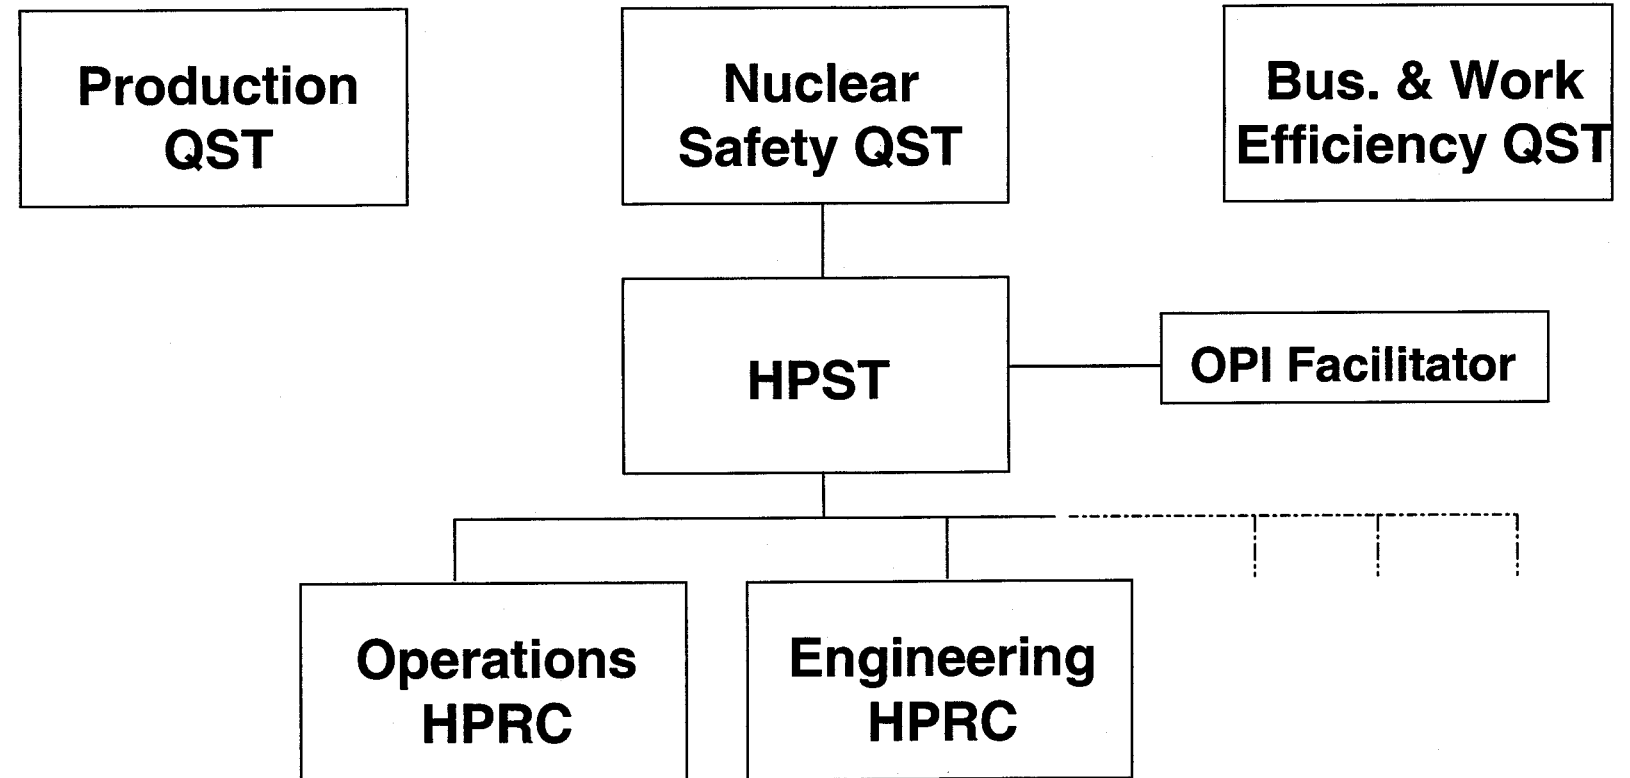 Production
QST
Nuclear
Safety QST
Bus. & Work
Efficiency QST
HPST
OPI Facilitator
Operations
HPRC
Engineering
HPRC